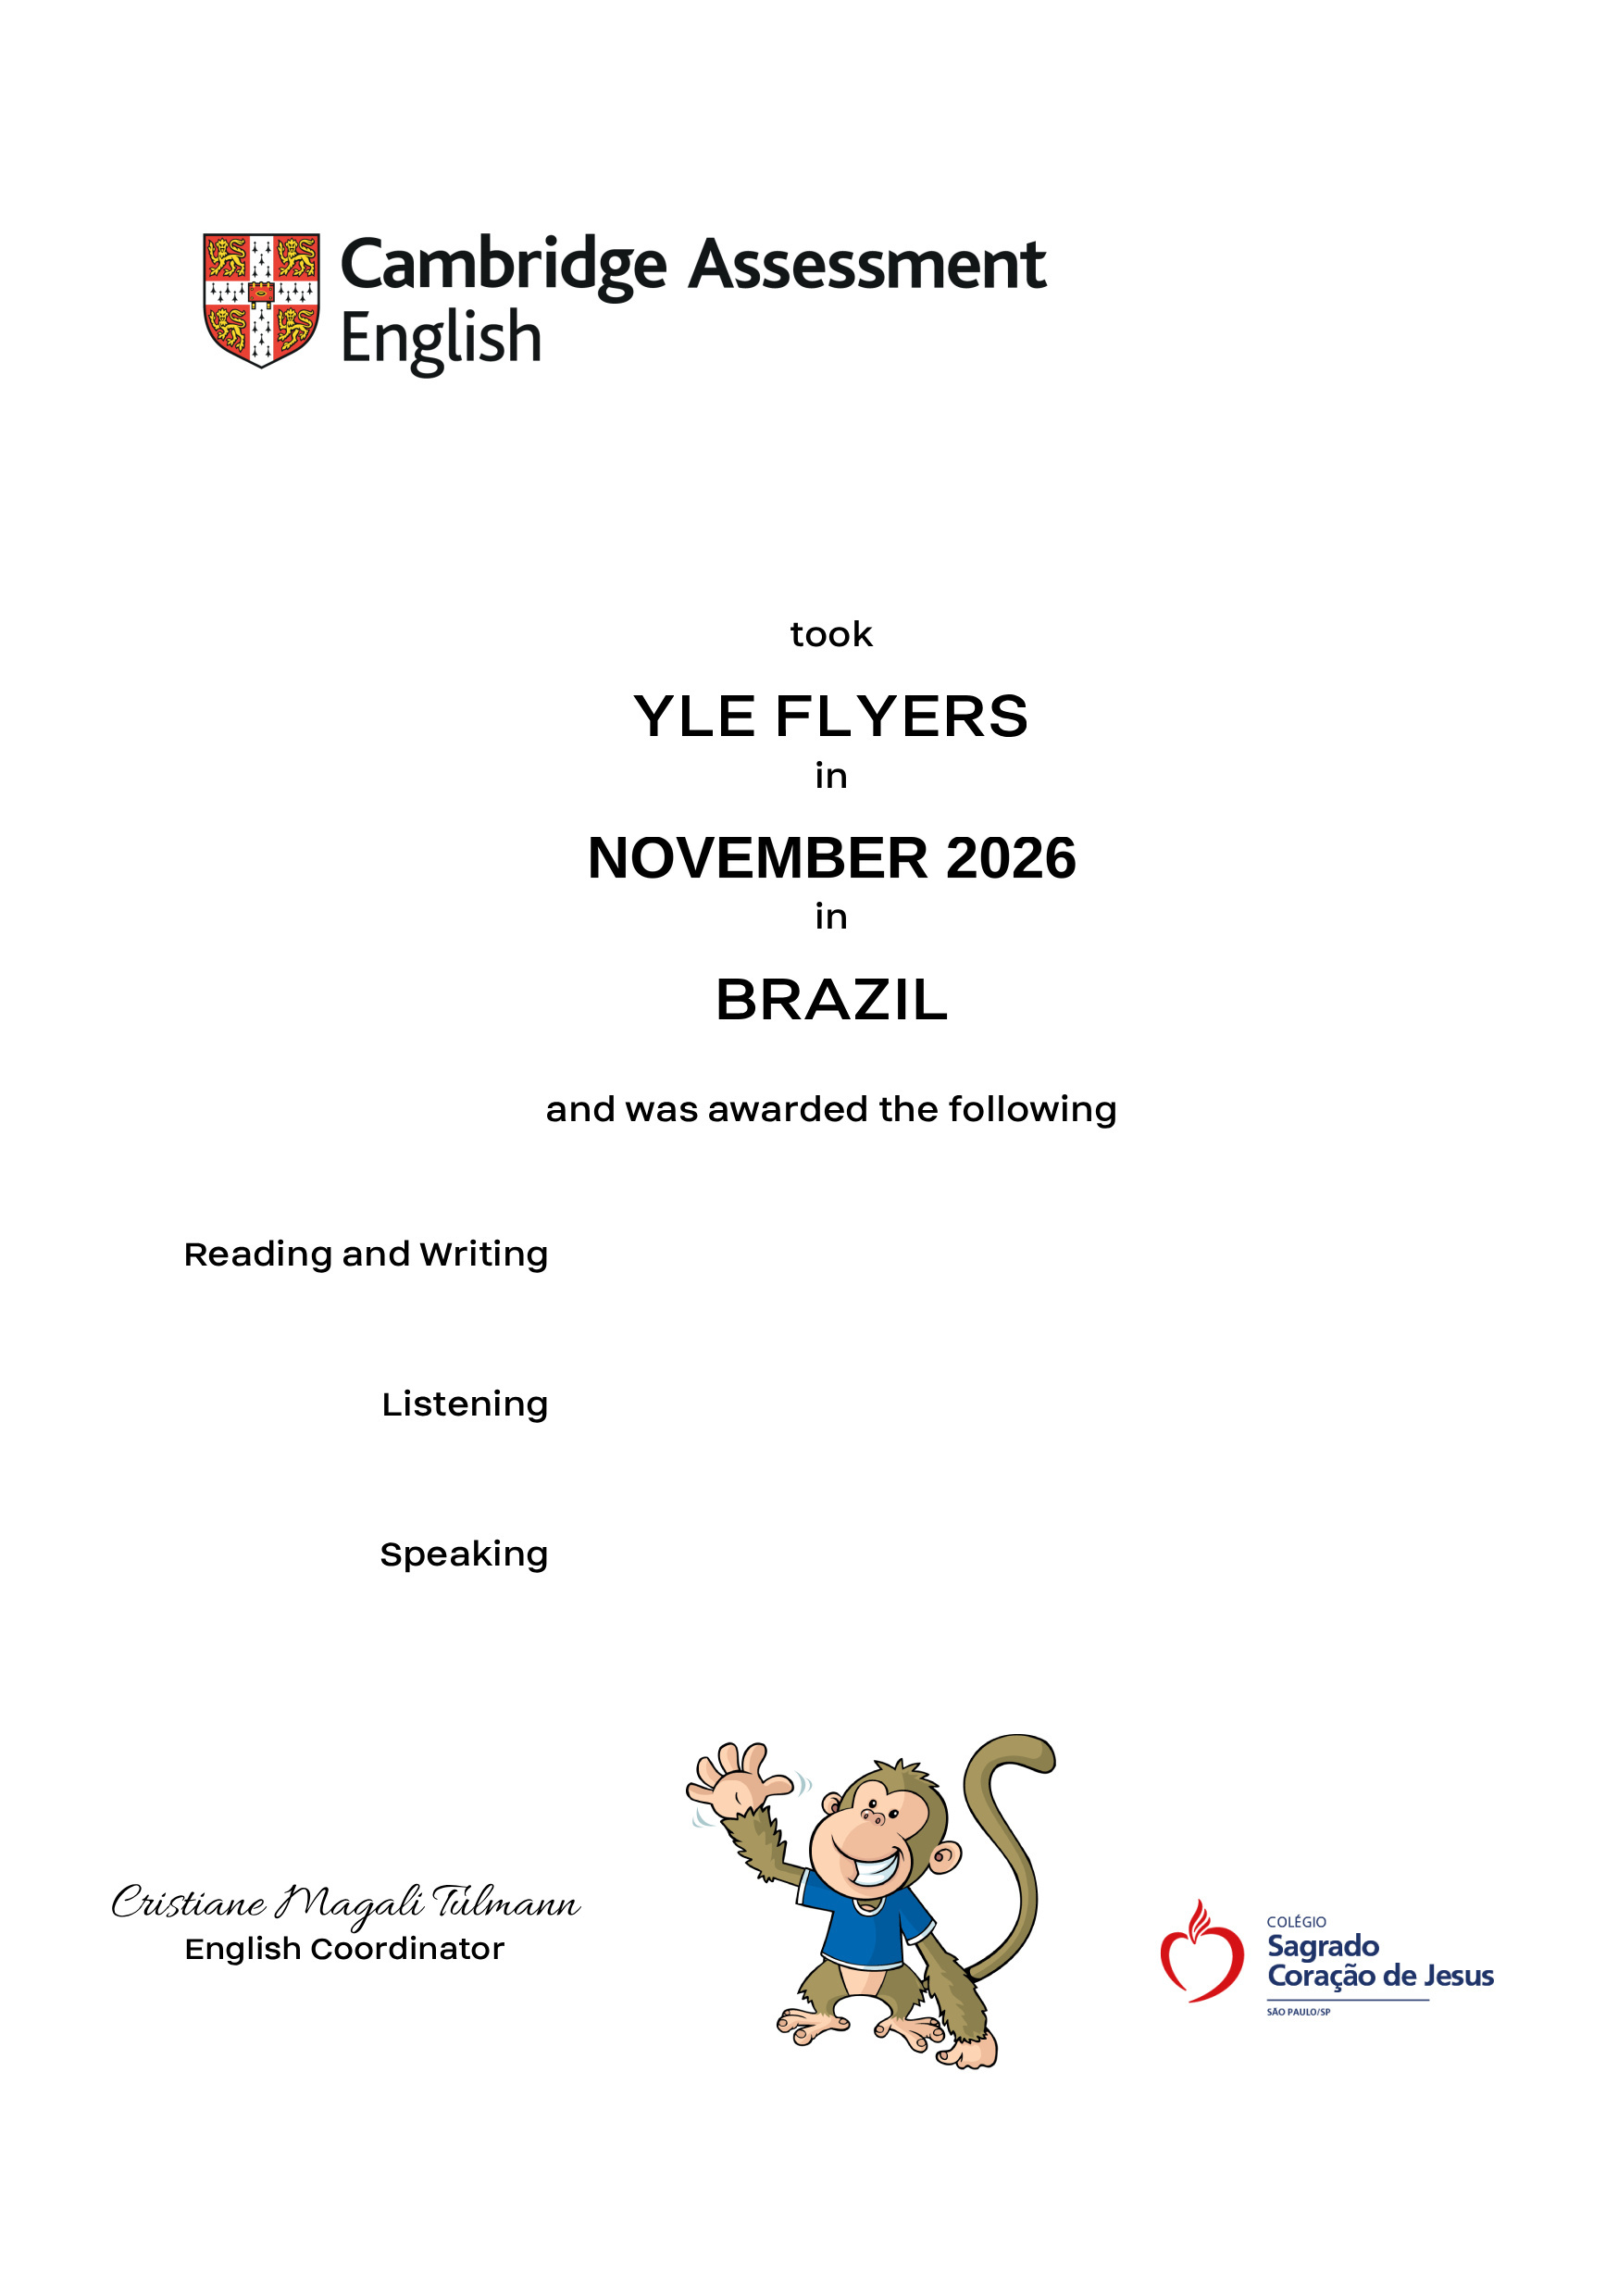 Cambridge Assessment
English
took
YLE FLYERS
in
NOVEMBER 2026
in
BRAZIL
and was awarded the following
Reading and Writing
Listening
Speaking
Cristiane Magali Tulmann
English Coordinator
COLÉGIO
Sagrado
Coração de Jesus
SÃO PAULO/SP